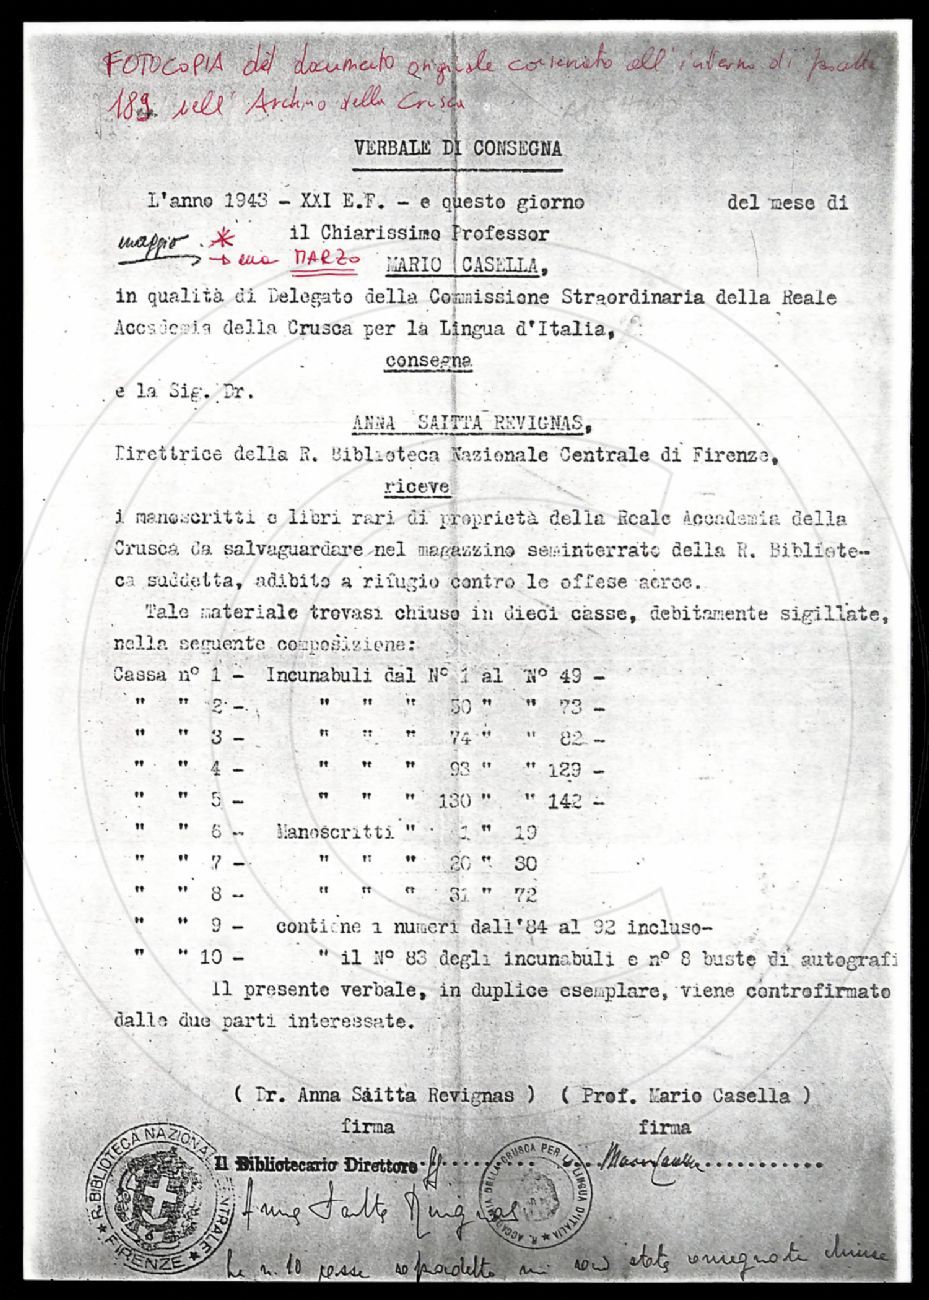 FOTOCOPIA del documento originale conservato all'interno di
189 nell'Archivio della Crusca
VERBALE DI CONSEGNA
L'anno 1943 - XXI E.F. - e questo giorno del mese di
maggio . * il Chiarissimo Professor
→ ma MARZO MARIO CASELLA,
in qualità di Delegato della Commissione Straordinaria della Reale
Accademia della Crusca per la Lingua d'Italia,
consegna
e la Sig. Dr.
ANNA SAITTA REVIGNAS,
Direttrice della R. Biblioteca Nazionale Centrale di Firenze,
riceve
i manoscritti e libri rari di proprietà della Reale Accademia della
Crusca da salvaguardare nel magazzino seminterrato della R. Bibliote-
ca suddetta, adibito a rifugio contro le offese aeree.
Tale materiale trovasi chiuso in dieci casse, debitamente sigillate,
nella seguente composizione:
Cassa n° 1 - Incunabuli dal N° 1 al N° 49 -
" " 2 - " " " 50 " " 73 -
" " 3 - " " " 74 " " 82 -
" " 4 - " " " 93 " " 129 -
" " 5 - " " " 130 " " 142 -
" " 6 - Manoscritti " 1 " 19
" " 7 - " " " 20 " 30
" " 8 - " " " 31 " 72
" " 9 - contiene i numeri dall'84 al 92 incluso-
" " 10 - " il N° 83 degli incunabuli e n° 8 buste di autografi
Il presente verbale, in duplice esemplare, viene controfirmato
dalle due parti interessate.
( Dr. Anna Saitta Revignas ) ( Prof. Mario Casella )
firma firma
Il Bibliotecario Direttore Mario Casella
Anna Saitta Revignas
R. BIBLIOTECA NAZIONALE CENTRALE ★ FIRENZE ★
R. ACCADEMIA DELLA CRUSCA PER LA LINGUA D'ITALIA ★
Le n. 10 casse sopradette mi sono state consegnate chiuse